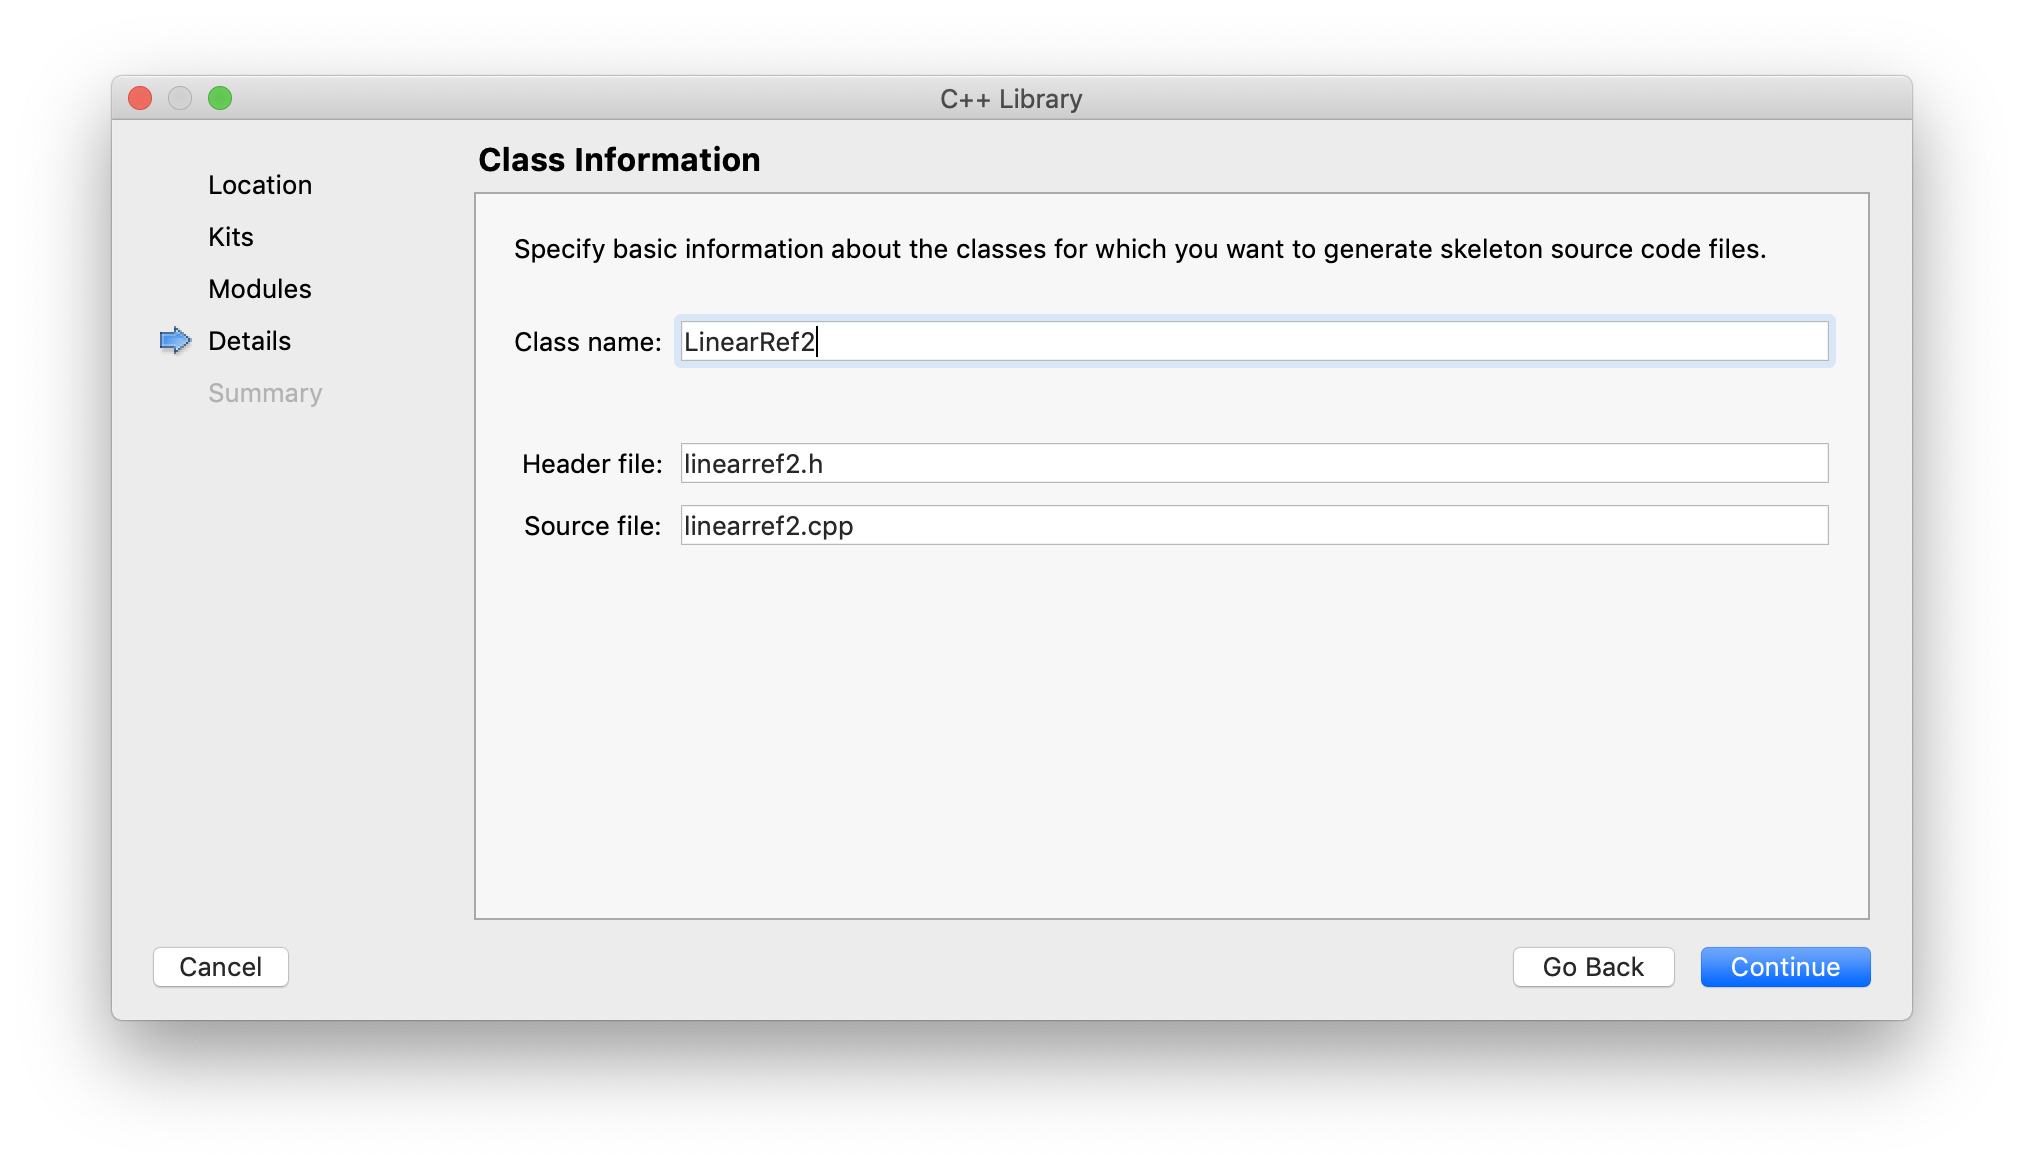 C++ Library
Location
Kits
Modules
Details
Summary
Class Information
Specify basic information about the classes for which you want to generate skeleton source code files.
Class name: LinearRef2
Header file: linearref2.h
Source file: linearref2.cpp
Cancel
Go Back
Continue